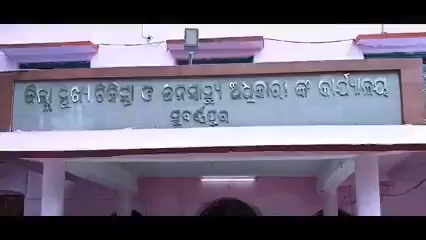 ଜିଲ୍ଲା ମୁଖ୍ୟ ଚିକିତ୍ସା ଓ ଜନସ୍ୱାସ୍ଥ୍ୟ ଅଧିକାରୀ ଙ୍କ କାର୍ଯ୍ୟାଳୟ
ସୁବର୍ଣ୍ଣପୁର